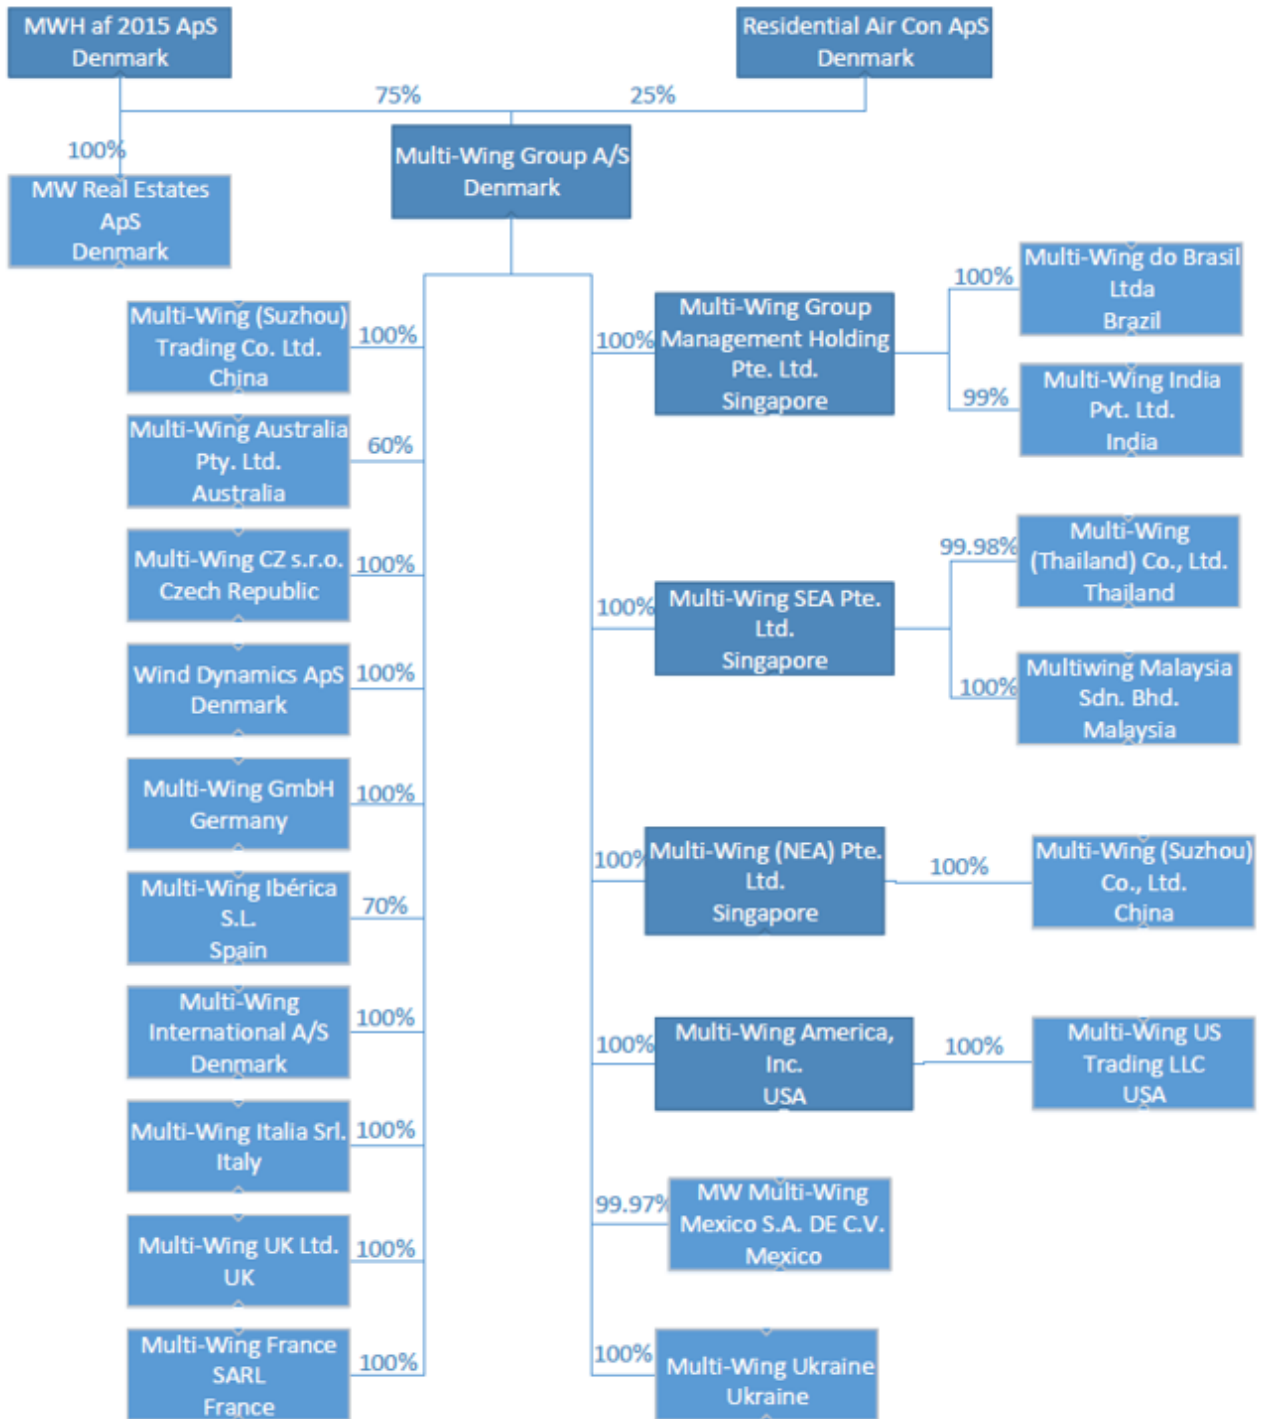 MWH af 2015 ApS
Denmark
Residential Air Con ApS
Denmark
75%
25%
100%
MW Real Estates
ApS
Denmark
Multi-Wing Group A/S
Denmark
Multi-Wing (Suzhou)
Trading Co. Ltd.
China
100%
Multi-Wing Australia
Pty. Ltd.
Australia
60%
Multi-Wing CZ s.r.o.
Czech Republic
100%
Wind Dynamics ApS
Denmark
100%
Multi-Wing GmbH
Germany
100%
Multi-Wing Ibérica
S.L.
Spain
70%
Multi-Wing
International A/S
Denmark
100%
Multi-Wing Italia Srl.
Italy
100%
Multi-Wing UK Ltd.
UK
100%
Multi-Wing France
SARL
France
100%
100%
Multi-Wing Group
Management Holding
Pte. Ltd.
Singapore
100%
Multi-Wing do Brasil
Ltda
Brazil
99%
Multi-Wing India
Pvt. Ltd.
India
100%
Multi-Wing SEA Pte.
Ltd.
Singapore
99.98%
Multi-Wing
(Thailand) Co., Ltd.
Thailand
100%
Multiwing Malaysia
Sdn. Bhd.
Malaysia
100%
Multi-Wing (NEA) Pte.
Ltd.
Singapore
100%
Multi-Wing (Suzhou)
Co., Ltd.
China
100%
Multi-Wing America,
Inc.
USA
100%
Multi-Wing US
Trading LLC
USA
99.97%
MW Multi-Wing
Mexico S.A. DE C.V.
Mexico
100%
Multi-Wing Ukraine
Ukraine